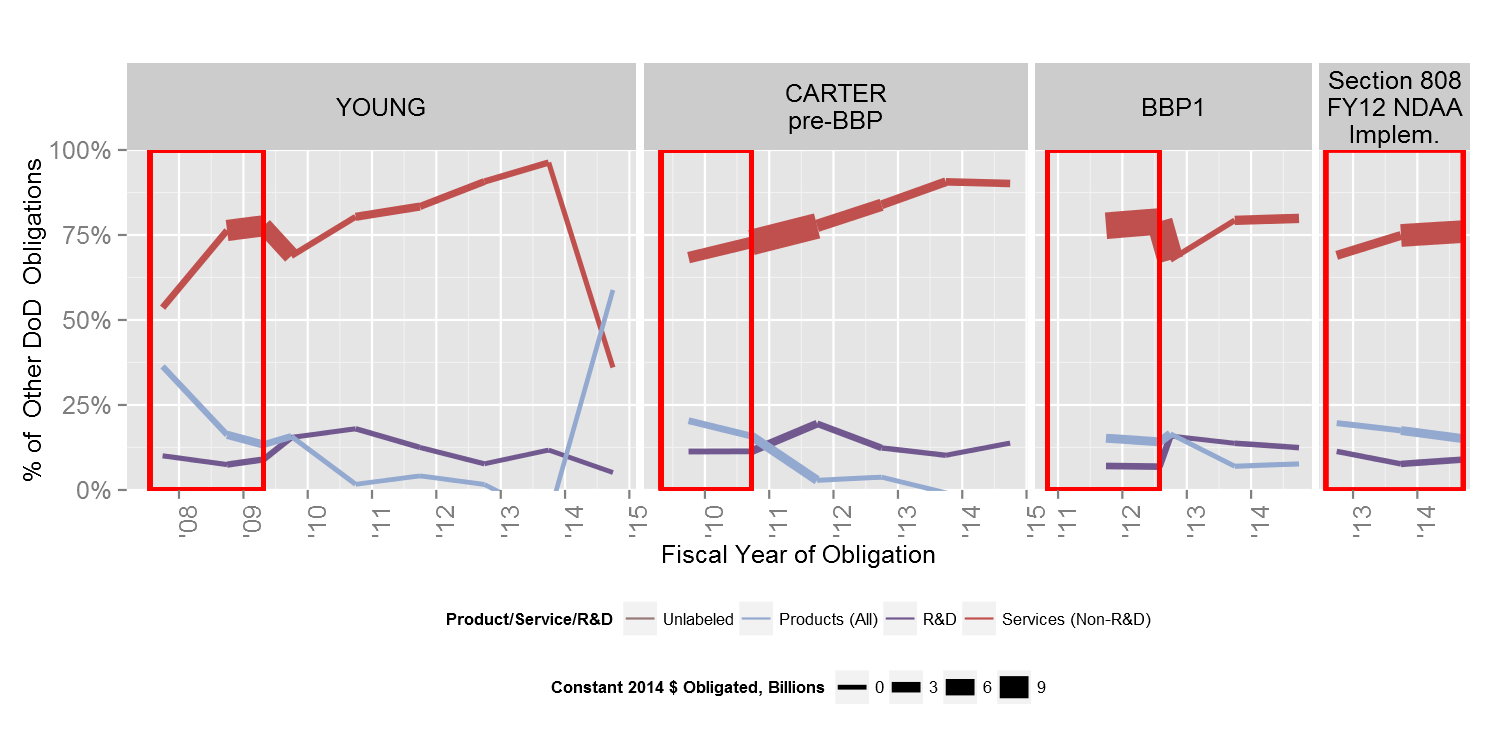 YOUNG
CARTER
pre-BBP
BBP1
Section 808
FY12 NDAA
Implem.
% of Other DoD Obligations
100%
75%
50%
25%
0%
'08 '09 '10 '11 '12 '13 '14 '15
'10 '11 '12 '13 '14 '15
'11 '12 '13 '14
'13 '14
Fiscal Year of Obligation
Product/Service/R&D Unlabeled Products (All) R&D Services (Non-R&D)
Constant 2014 $ Obligated, Billions 0 3 6 9